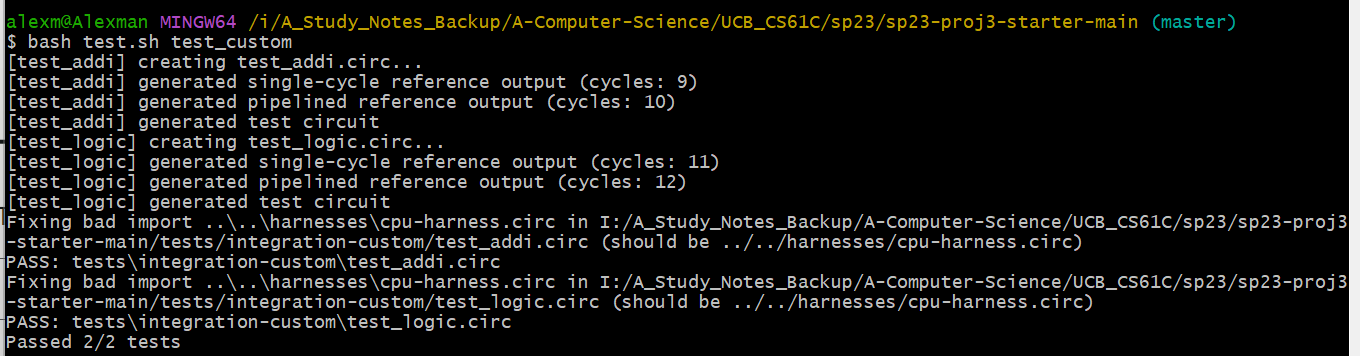 alexm@Alexman MINGW64 /i/A_Study_Notes_Backup/A-Computer-Science/UCB_CS61C/sp23/sp23-proj3-starter-main (master)
$ bash test.sh test_custom
[test_addi] creating test_addi.circ...
[test_addi] generated single-cycle reference output (cycles: 9)
[test_addi] generated pipelined reference output (cycles: 10)
[test_addi] generated test circuit
[test_logic] creating test_logic.circ...
[test_logic] generated single-cycle reference output (cycles: 11)
[test_logic] generated pipelined reference output (cycles: 12)
[test_logic] generated test circuit
Fixing bad import ..\..\harnesses\cpu-harness.circ in I:/A_Study_Notes_Backup/A-Computer-Science/UCB_CS61C/sp23/sp23-proj3
-starter-main/tests/integration-custom/test_addi.circ (should be ../../harnesses/cpu-harness.circ)
PASS: tests\integration-custom\test_addi.circ
Fixing bad import ..\..\harnesses\cpu-harness.circ in I:/A_Study_Notes_Backup/A-Computer-Science/UCB_CS61C/sp23/sp23-proj3
-starter-main/tests/integration-custom/test_logic.circ (should be ../../harnesses/cpu-harness.circ)
PASS: tests\integration-custom\test_logic.circ
Passed 2/2 tests